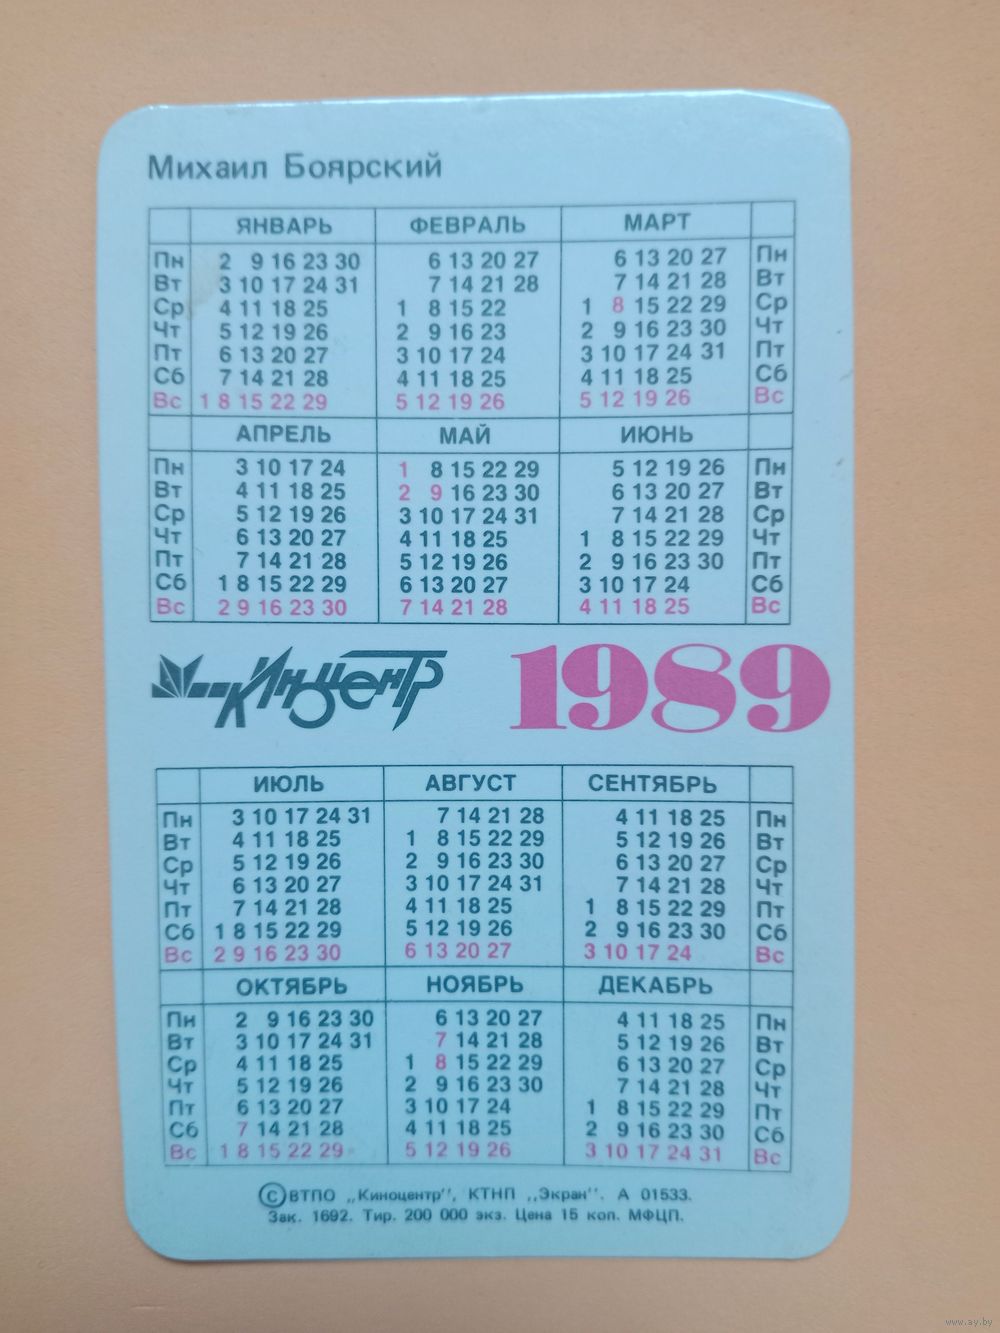 Михаил Боярский
ЯНВАРЬ ФЕВРАЛЬ МАРТ
Пн 2 9 16 23 30 6 13 20 27 6 13 20 27 Пн
Вт 3 10 17 24 31 7 14 21 28 7 14 21 28 Вт
Ср 4 11 18 25 1 8 15 22 1 8 15 22 29 Ср
Чт 5 12 19 26 2 9 16 23 2 9 16 23 30 Чт
Пт 6 13 20 27 3 10 17 24 3 10 17 24 31 Пт
Сб 7 14 21 28 4 11 18 25 4 11 18 25 Сб
Вс 1 8 15 22 29 5 12 19 26 5 12 19 26 Вс
АПРЕЛЬ МАЙ ИЮНЬ
Пн 3 10 17 24 1 8 15 22 29 5 12 19 26 Пн
Вт 4 11 18 25 2 9 16 23 30 6 13 20 27 Вт
Ср 5 12 19 26 3 10 17 24 31 7 14 21 28 Ср
Чт 6 13 20 27 4 11 18 25 1 8 15 22 29 Чт
Пт 7 14 21 28 5 12 19 26 2 9 16 23 30 Пт
Сб 1 8 15 22 29 6 13 20 27 3 10 17 24 Сб
Вс 2 9 16 23 30 7 14 21 28 4 11 18 25 Вс
Киноцентр 1989
ИЮЛЬ АВГУСТ СЕНТЯБРЬ
Пн 3 10 17 24 31 7 14 21 28 4 11 18 25 Пн
Вт 4 11 18 25 1 8 15 22 29 5 12 19 26 Вт
Ср 5 12 19 26 2 9 16 23 30 6 13 20 27 Ср
Чт 6 13 20 27 3 10 17 24 31 7 14 21 28 Чт
Пт 7 14 21 28 4 11 18 25 1 8 15 22 29 Пт
Сб 1 8 15 22 29 5 12 19 26 2 9 16 23 30 Сб
Вс 2 9 16 23 30 6 13 20 27 3 10 17 24 Вс
ОКТЯБРЬ НОЯБРЬ ДЕКАБРЬ
Пн 2 9 16 23 30 6 13 20 27 4 11 18 25 Пн
Вт 3 10 17 24 31 7 14 21 28 5 12 19 26 Вт
Ср 4 11 18 25 1 8 15 22 29 6 13 20 27 Ср
Чт 5 12 19 26 2 9 16 23 30 7 14 21 28 Чт
Пт 6 13 20 27 3 10 17 24 1 8 15 22 29 Пт
Сб 7 14 21 28 4 11 18 25 2 9 16 23 30 Сб
Вс 1 8 15 22 29 5 12 19 26 3 10 17 24 31 Вс
© ВТПО „Киноцентр", КТНП „Экран". А 01533.
Зак. 1692. Тир. 200 000 экз. Цена 15 коп. МФЦП.
www.ay.by